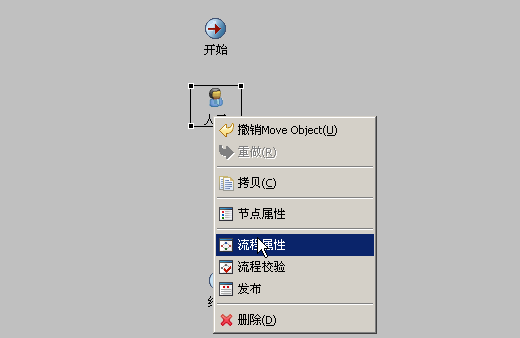 开始
人
撤销Move Object(U)
重做(R)
拷贝(C)
节点属性
流程属性
流程校验
发布
删除(D)